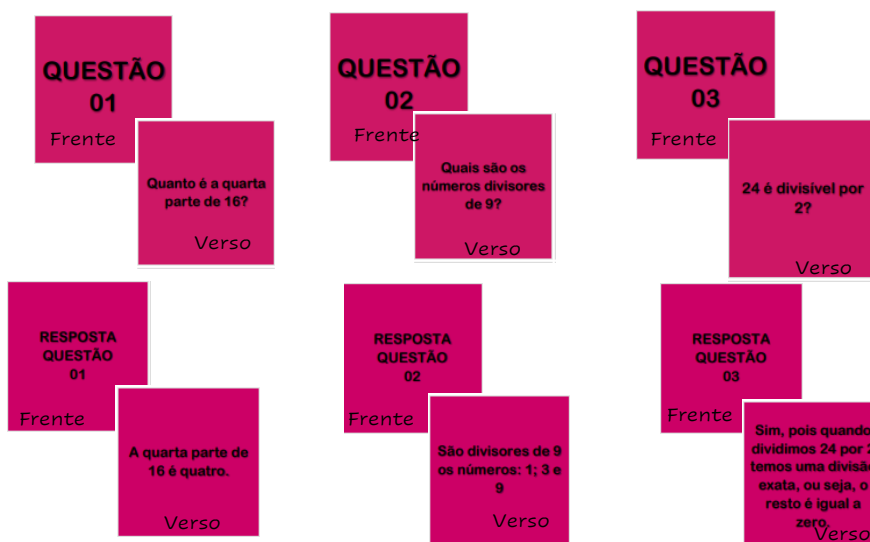 QUESTÃO
01
Frente
Quanto é a quarta
parte de 16?
Verso
QUESTÃO
02
Frente
Quais são os
números divisores
de 9?
Verso
QUESTÃO
03
Frente
24 é divisível por
2?
Verso
RESPOSTA
QUESTÃO
01
Frente
A quarta parte de
16 é quatro.
Verso
RESPOSTA
QUESTÃO
02
Frente
São divisores de 9
os números: 1; 3 e
9
Verso
RESPOSTA
QUESTÃO
03
Frente
Sim, pois quando
dividimos 24 por 2
temos uma divisão
exata, ou seja, o
resto é igual a
zero.
Verso